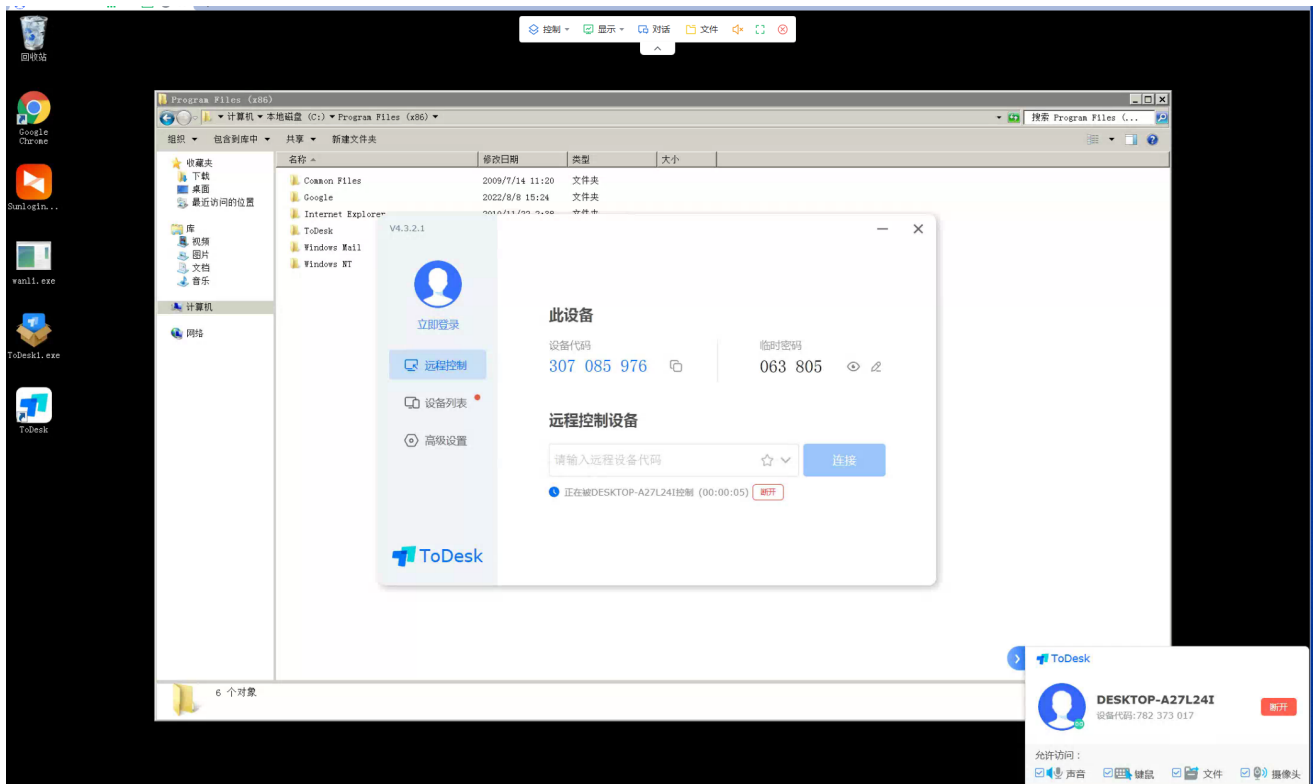 控制 显示 对话 文件
回收站
Google Chrome
Sunlogin...
wanli.exe
ToDesk1.exe
ToDesk
Program Files (x86)
计算机 本地磁盘 (C:) Program Files (x86)
搜索 Program Files (...
组织 包含到库中 共享 新建文件夹
收藏夹
下载
桌面
最近访问的位置
库
视频
图片
文档
音乐
计算机
网络
名称 修改日期 类型 大小
Common Files 2009/7/14 11:20 文件夹
Google 2022/8/8 15:24 文件夹
Internet Explorer
ToDesk
Windows Mail
Windows NT
6 个对象
V4.3.2.1
立即登录
远程控制
设备列表
高级设置
ToDesk
此设备
设备代码 临时密码
307 085 976 063 805
远程控制设备
请输入远程设备代码 连接
正在被DESKTOP-A27L24I控制 (00:00:05) 断开
ToDesk
DESKTOP-A27L24I
设备代码:782 373 017
断开
允许访问：
声音 键鼠 文件 摄像头